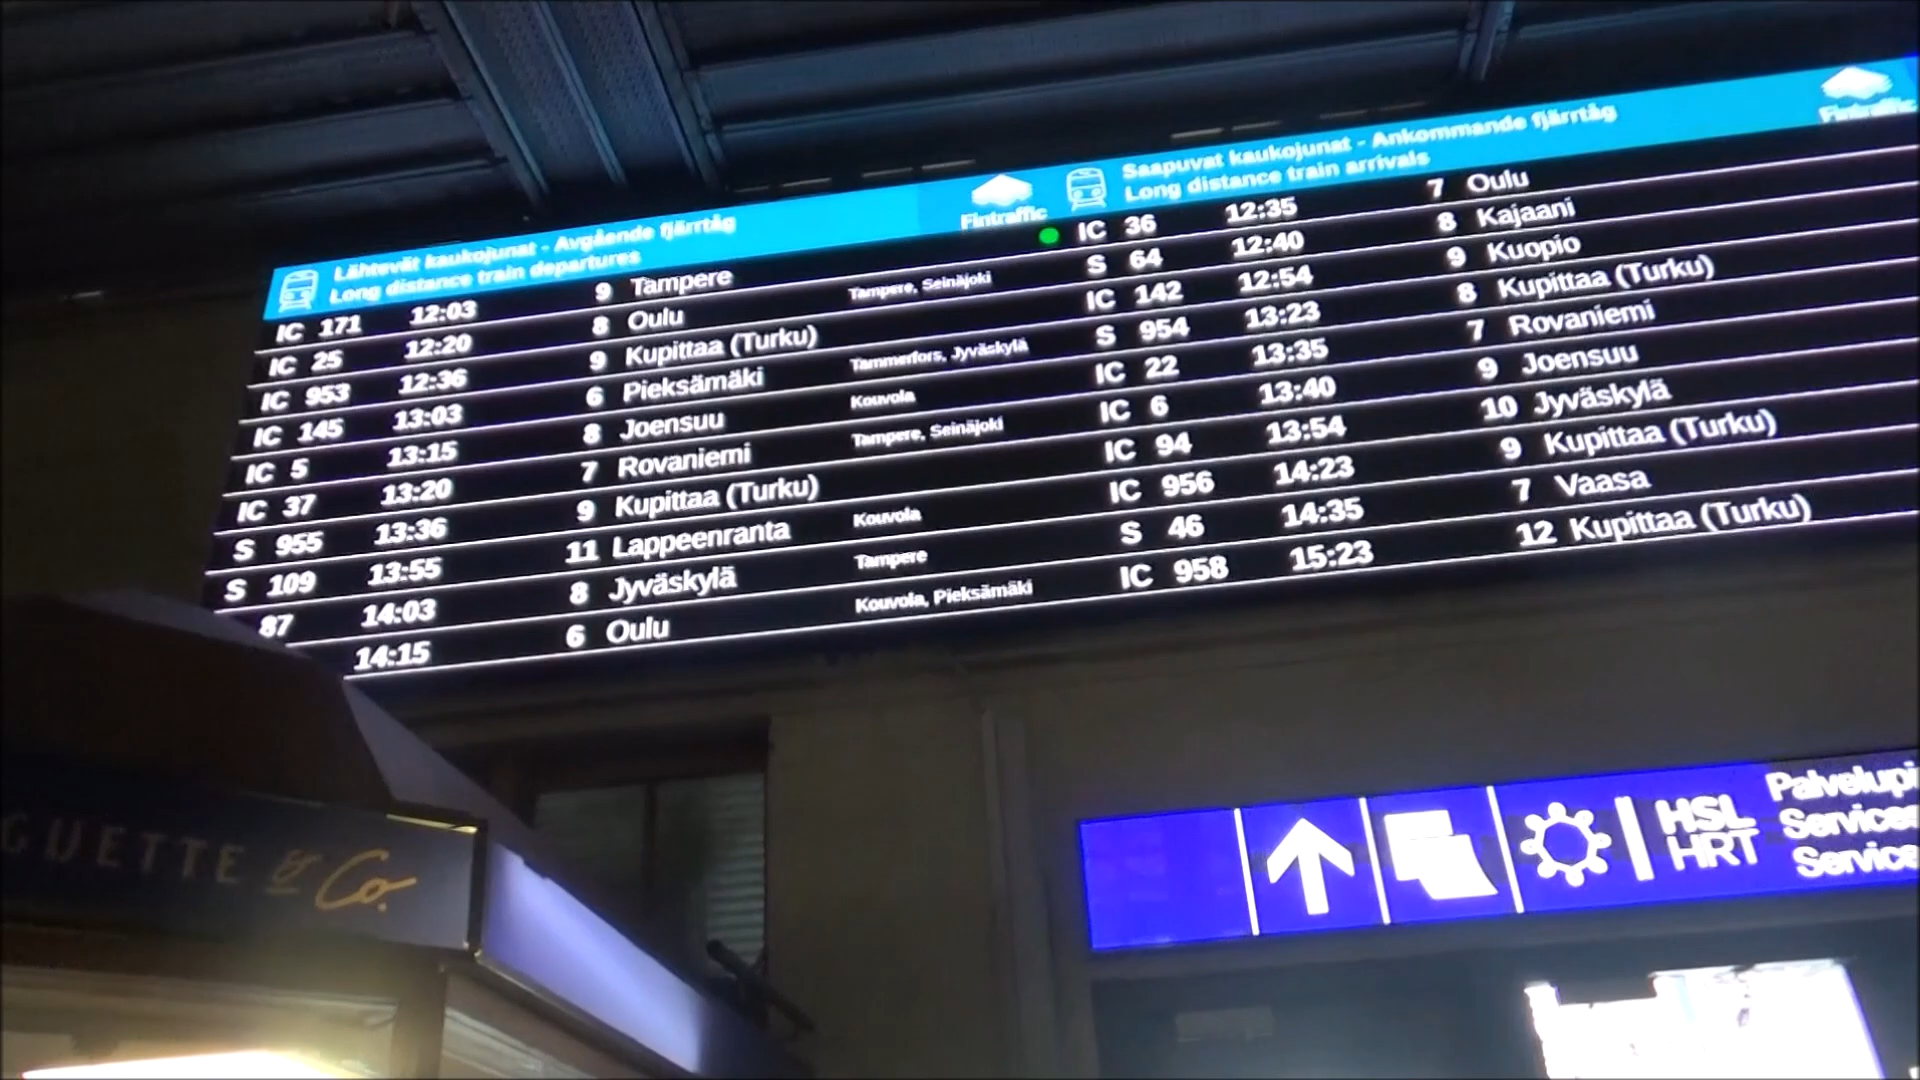 Lähtevät kaukojunat - Avgående fjärrtåg
Long distance train departures
Fintraffic
IC 171 12:03 9 Tampere
IC 25 12:20 8 Oulu Tampere, Seinäjoki
IC 953 12:36 9 Kupittaa (Turku)
IC 145 13:03 6 Pieksämäki Tammerfors, Jyväskylä
IC 5 13:15 8 Joensuu Kouvola
IC 37 13:20 7 Rovaniemi Tampere, Seinäjoki
S 955 13:36 9 Kupittaa (Turku)
S 109 13:55 11 Lappeenranta Kouvola
87 14:03 8 Jyväskylä Tampere
14:15 6 Oulu Kouvola, Pieksämäki
Saapuvat kaukojunat - Ankommande fjärrtåg
Long distance train arrivals
Fintraffic
IC 36 12:35 7 Oulu
S 64 12:40 8 Kajaani
IC 142 12:54 9 Kuopio
S 954 13:23 8 Kupittaa (Turku)
IC 22 13:35 7 Rovaniemi
IC 6 13:40 9 Joensuu
IC 94 13:54 10 Jyväskylä
IC 956 14:23 9 Kupittaa (Turku)
S 46 14:35 7 Vaasa
IC 958 15:23 12 Kupittaa (Turku)
HSL
HRT
Palvelupi
Services
Service
GUETTE & Co.